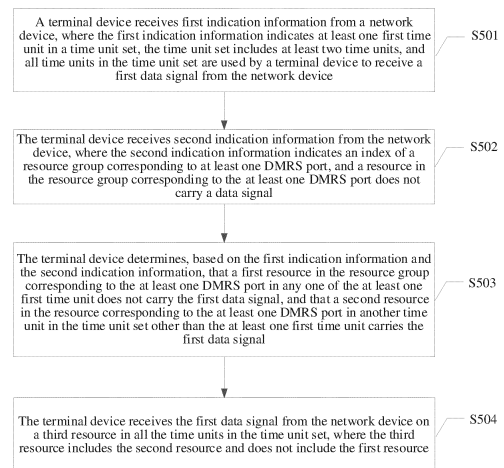 A terminal device receives first indication information from a network
device, where the first indication information indicates at least one first time
unit in a time unit set, the time unit set includes at least two time units, and
all time units in the time unit set are used by a terminal device to receive a
first data signal from the network device
S501
The terminal device receives second indication information from the network
device, where the second indication information indicates an index of a
resource group corresponding to at least one DMRS port, and a resource in
the resource group corresponding to the at least one DMRS port does not
carry a data signal
S502
The terminal device determines, based on the first indication information and
the second indication information, that a first resource in the resource group
corresponding to the at least one DMRS port in any one of the at least one
first time unit does not carry the first data signal, and that a second resource
in the resource corresponding to the at least one DMRS port in another time
unit in the time unit set other than the at least one first time unit carries the
first data signal
S503
The terminal device receives the first data signal from the network device on
a third resource in all the time units in the time unit set, where the third
resource includes the second resource and does not include the first resource
S504